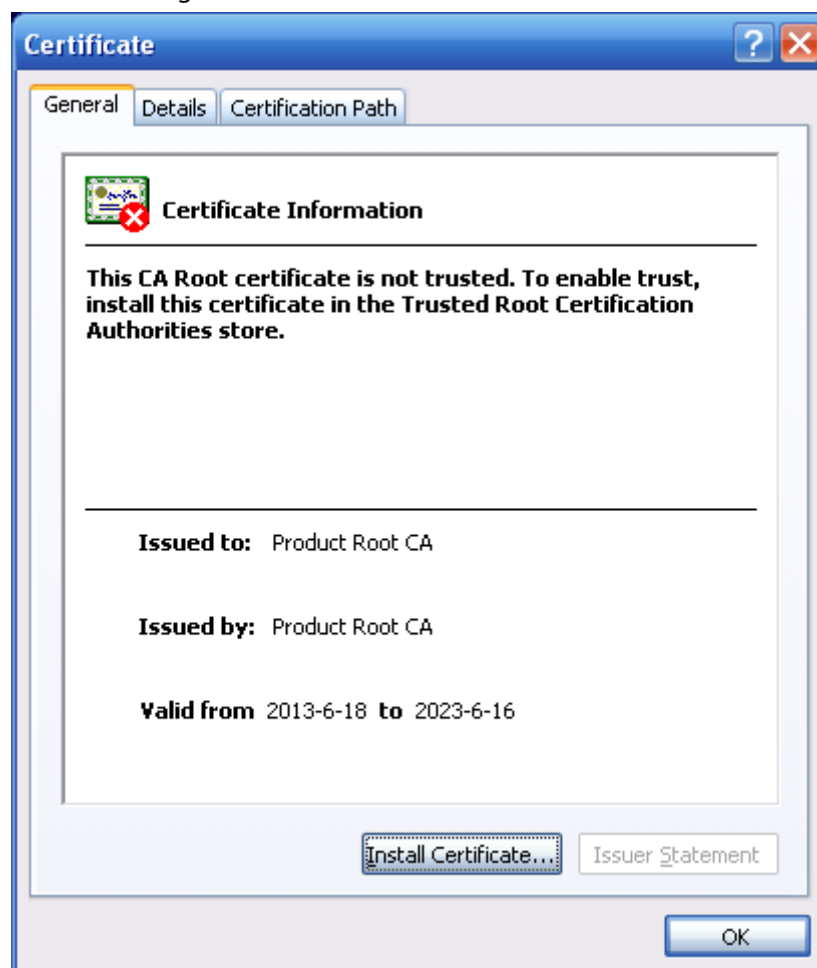 Certificate
General Details Certification Path
Certificate Information
This CA Root certificate is not trusted. To enable trust,
install this certificate in the Trusted Root Certification
Authorities store.
Issued to: Product Root CA
Issued by: Product Root CA
Valid from 2013-6-18 to 2023-6-16
Install Certificate... Issuer Statement
OK